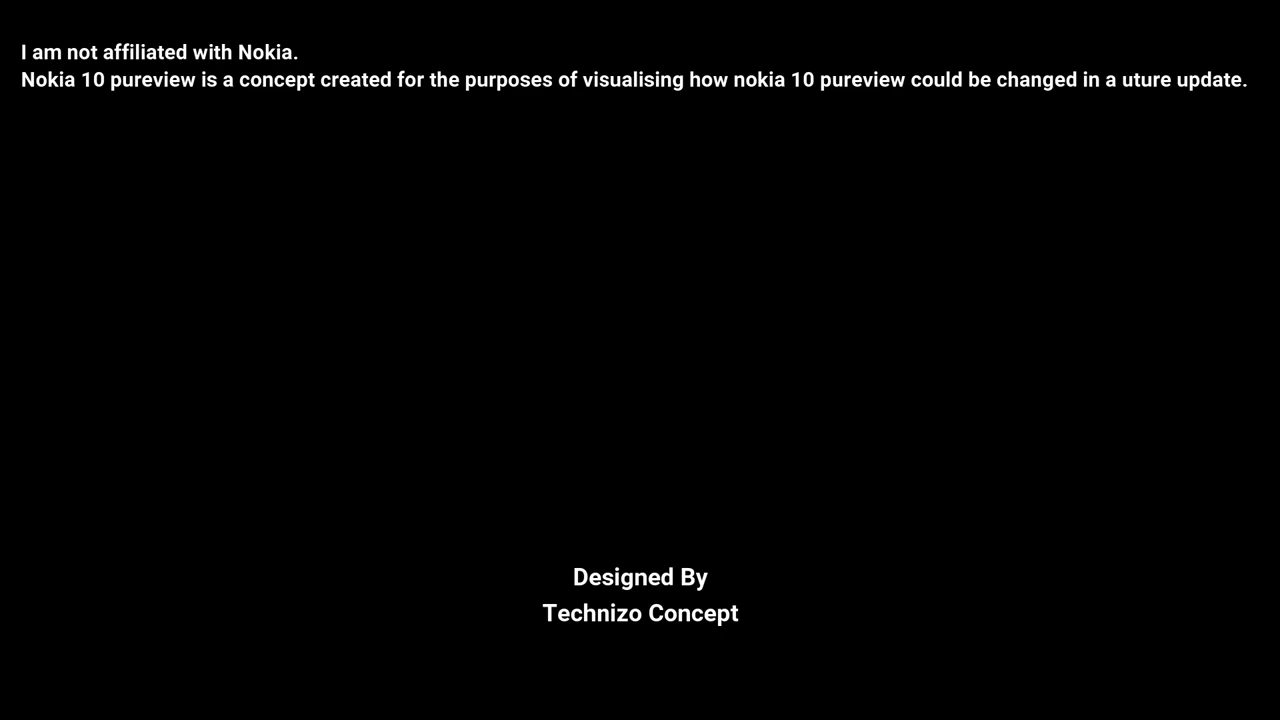 I am not affiliated with Nokia.
Nokia 10 pureview is a concept created for the purposes of visualising how nokia 10 pureview could be changed in a uture update.
Designed By
Technizo Concept